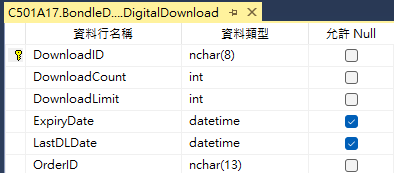 C501A17.BondleD....DigitalDownload
資料行名稱 資料類型 允許 Null
DownloadID nchar(8)
DownloadCount int
DownloadLimit int
ExpiryDate datetime
LastDLDate datetime
OrderID nchar(13)